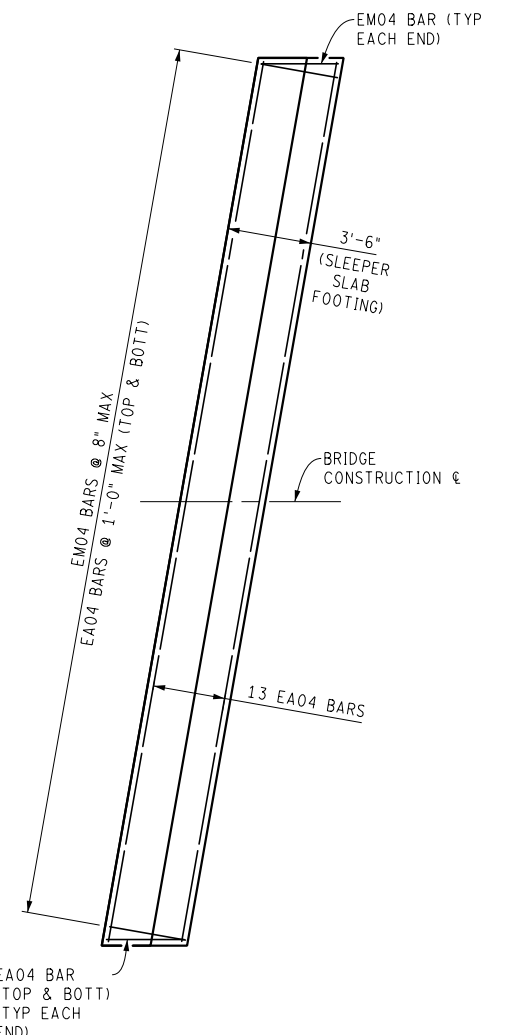 EM04 BAR (TYP
EACH END)
3'-6"
(SLEEPER
SLAB
FOOTING)
EM04 BARS @ 8" MAX
EA04 BARS @ 1'-0" MAX (TOP & BOTT)
BRIDGE
CONSTRUCTION ℄
13 EA04 BARS
EA04 BAR
TOP & BOTT)
TYP EACH
END)